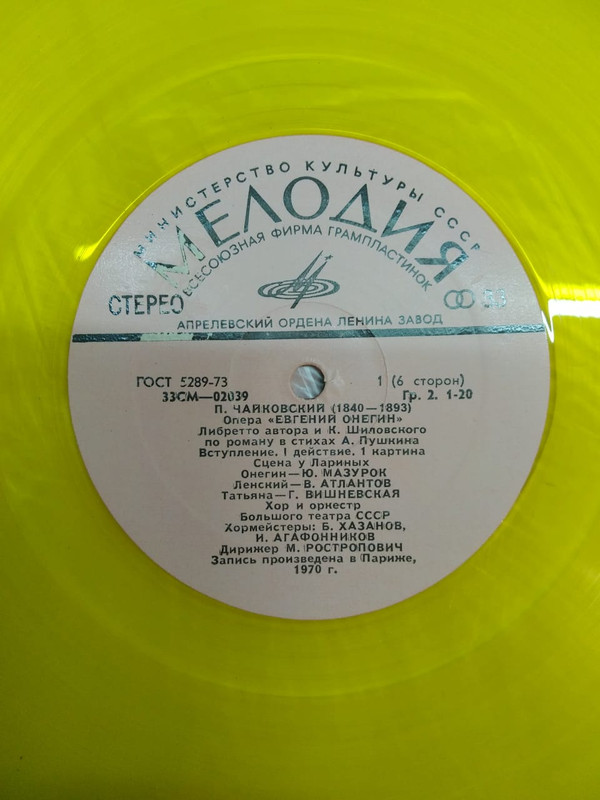 МИНИСТЕРСТВО КУЛЬТУРЫ СССР
МЕЛОДИЯ
ВСЕСОЮЗНАЯ ФИРМА ГРАМПЛАСТИНОК
СТЕРЕО
33
АПРЕЛЕВСКИЙ ОРДЕНА ЛЕНИНА ЗАВОД
ГОСТ 5289-73 1 (6 сторон)
33СМ—02039 Гр. 2. 1-20
П. ЧАЙКОВСКИЙ (1840—1893)
Опера «ЕВГЕНИЙ ОНЕГИН»
Либретто автора и К. Шиловского
по роману в стихах А. Пушкина
Вступление. I действие. 1 картина
Сцена у Лариных
Онегин—Ю. МАЗУРОК
Ленский—В. АТЛАНТОВ
Татьяна—Г. ВИШНЕВСКАЯ
Хор и оркестр
Большого театра СССР
Хормейстеры: Б. ХАЗАНОВ,
И. АГАФОННИКОВ
Дирижер М. РОСТРОПОВИЧ
Запись произведена в Париже,
1970 г.